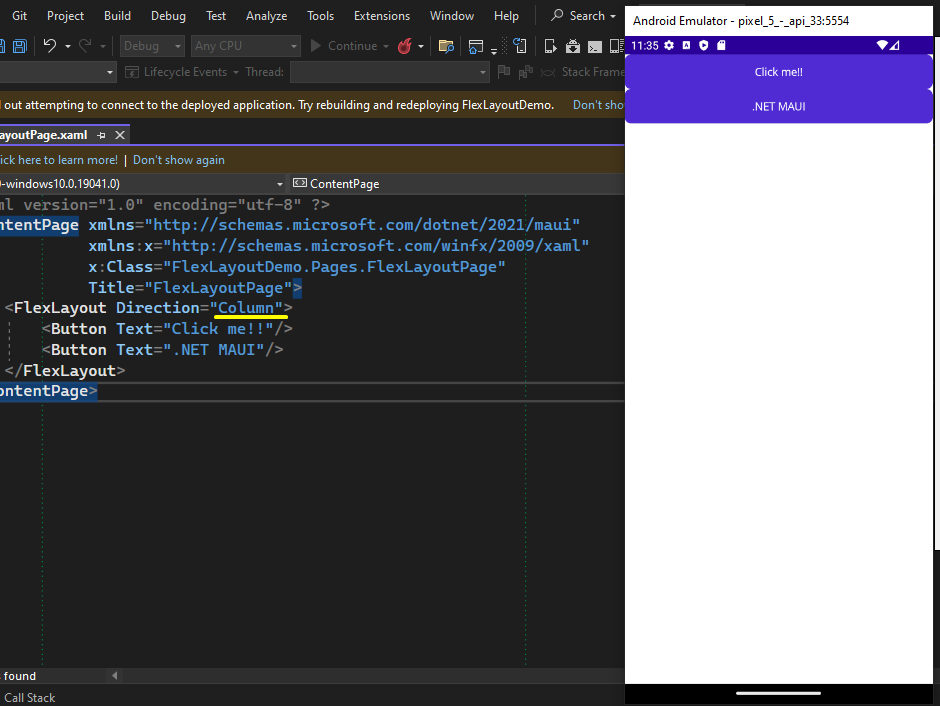 Git Project Build Debug Test Analyze Tools Extensions Window Help Search
Debug Any CPU Continue
Lifecycle Events Thread: Stack Frame
out attempting to connect to the deployed application. Try rebuilding and redeploying FlexLayoutDemo. Don't sho
ayoutPage.xaml
ick here to learn more! | Don't show again
-windows10.0.19041.0) ContentPage
ml version="1.0" encoding="utf-8" ?>
ntentPage xmlns="http://schemas.microsoft.com/dotnet/2021/maui"
xmlns:x="http://schemas.microsoft.com/winfx/2009/xaml"
x:Class="FlexLayoutDemo.Pages.FlexLayoutPage"
Title="FlexLayoutPage">
<FlexLayout Direction="Column">
<Button Text="Click me!!"/>
<Button Text=".NET MAUI"/>
</FlexLayout>
ontentPage>
found
Call Stack
Android Emulator - pixel_5_-_api_33:5554
11:35
Click me!!
.NET MAUI